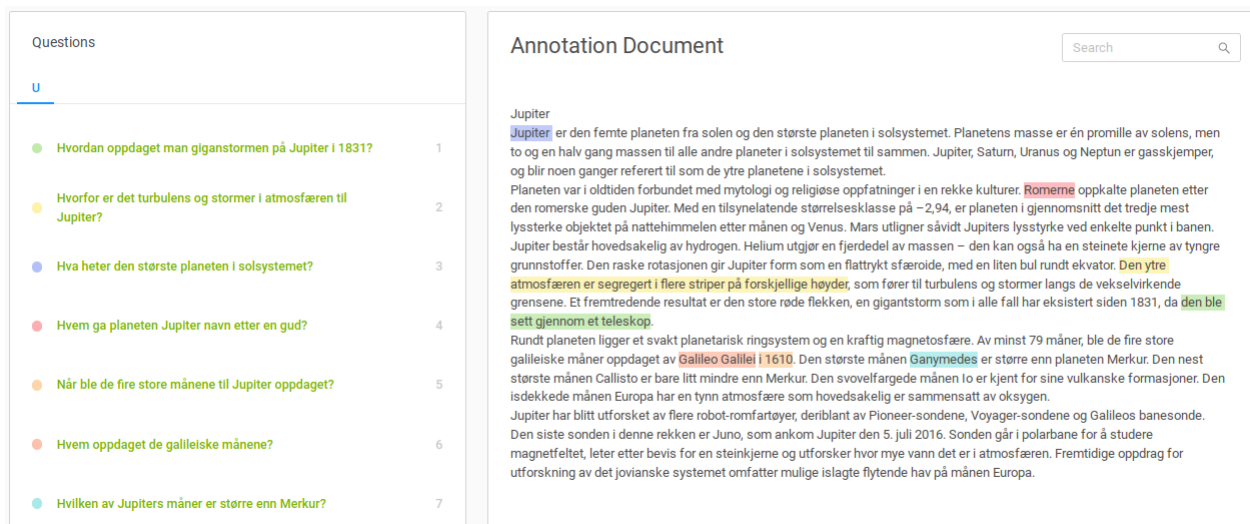 Questions
U
Hvordan oppdaget man giganstormen på Jupiter i 1831? 1
Hvorfor er det turbulens og stormer i atmosfæren til
Jupiter? 2
Hva heter den største planeten i solsystemet? 3
Hvem ga planeten Jupiter navn etter en gud? 4
Når ble de fire store månene til Jupiter oppdaget? 5
Hvem oppdaget de galileiske månene? 6
Hvilken av Jupiters måner er større enn Merkur? 7
Annotation Document
Search
Jupiter
Jupiter er den femte planeten fra solen og den største planeten i solsystemet. Planetens masse er én promille av solens, men
to og en halv gang massen til alle andre planeter i solsystemet til sammen. Jupiter, Saturn, Uranus og Neptun er gasskjemper,
og blir noen ganger referert til som de ytre planetene i solsystemet.
Planeten var i oldtiden forbundet med mytologi og religiøse oppfatninger i en rekke kulturer. Romerne oppkalte planeten etter
den romerske guden Jupiter. Med en tilsynelatende størrelsesklasse på −2,94, er planeten i gjennomsnitt det tredje mest
lyssterke objektet på nattehimmelen etter månen og Venus. Mars utligner såvidt Jupiters lysstyrke ved enkelte punkt i banen.
Jupiter består hovedsakelig av hydrogen. Helium utgjør en fjerdedel av massen – den kan også ha en steinete kjerne av tyngre
grunnstoffer. Den raske rotasjonen gir Jupiter form som en flattrykt sfæroide, med en liten bul rundt ekvator. Den ytre
atmosfæren er segregert i flere striper på forskjellige høyder, som fører til turbulens og stormer langs de vekselvirkende
grensene. Et fremtredende resultat er den store røde flekken, en gigantstorm som i alle fall har eksistert siden 1831, da den ble
sett gjennom et teleskop.
Rundt planeten ligger et svakt planetarisk ringsystem og en kraftig magnetosfære. Av minst 79 måner, ble de fire store
galileiske måner oppdaget av Galileo Galilei i 1610. Den største månen Ganymedes er større enn planeten Merkur. Den nest
største månen Callisto er bare litt mindre enn Merkur. Den svovelfargede månen Io er kjent for sine vulkanske formasjoner. Den
isdekkede månen Europa har en tynn atmosfære som hovedsakelig er sammensatt av oksygen.
Jupiter har blitt utforsket av flere robot-romfartøyer, deriblant av Pioneer-sondene, Voyager-sondene og Galileos banesonde.
Den siste sonden i denne rekken er Juno, som ankom Jupiter den 5. juli 2016. Sonden går i polarbane for å studere
magnetfeltet, leter etter bevis for en steinkjerne og utforsker hvor mye vann det er i atmosfæren. Fremtidige oppdrag for
utforskning av det jovianske systemet omfatter mulige islagte flytende hav på månen Europa.